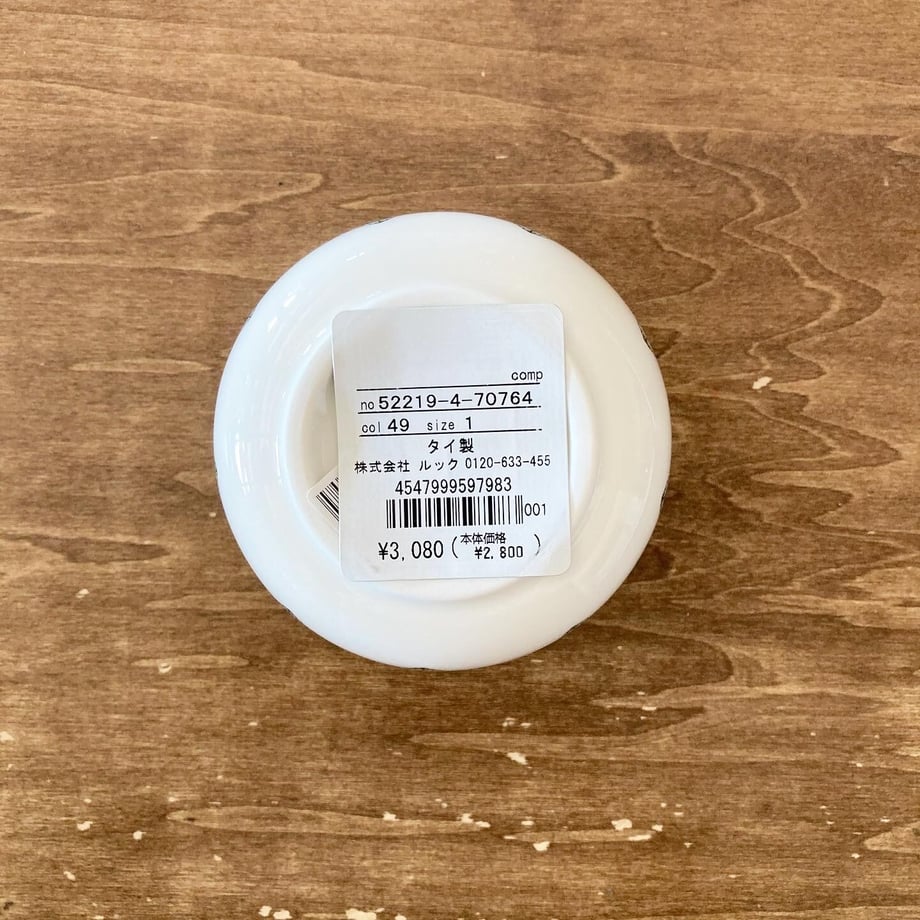 comp
no 52219-4-70764
col 49 size 1
タイ製
株式会社 ルック 0120-633-455
4547999597983
001
¥3,080 (本体価格 ¥2,800)